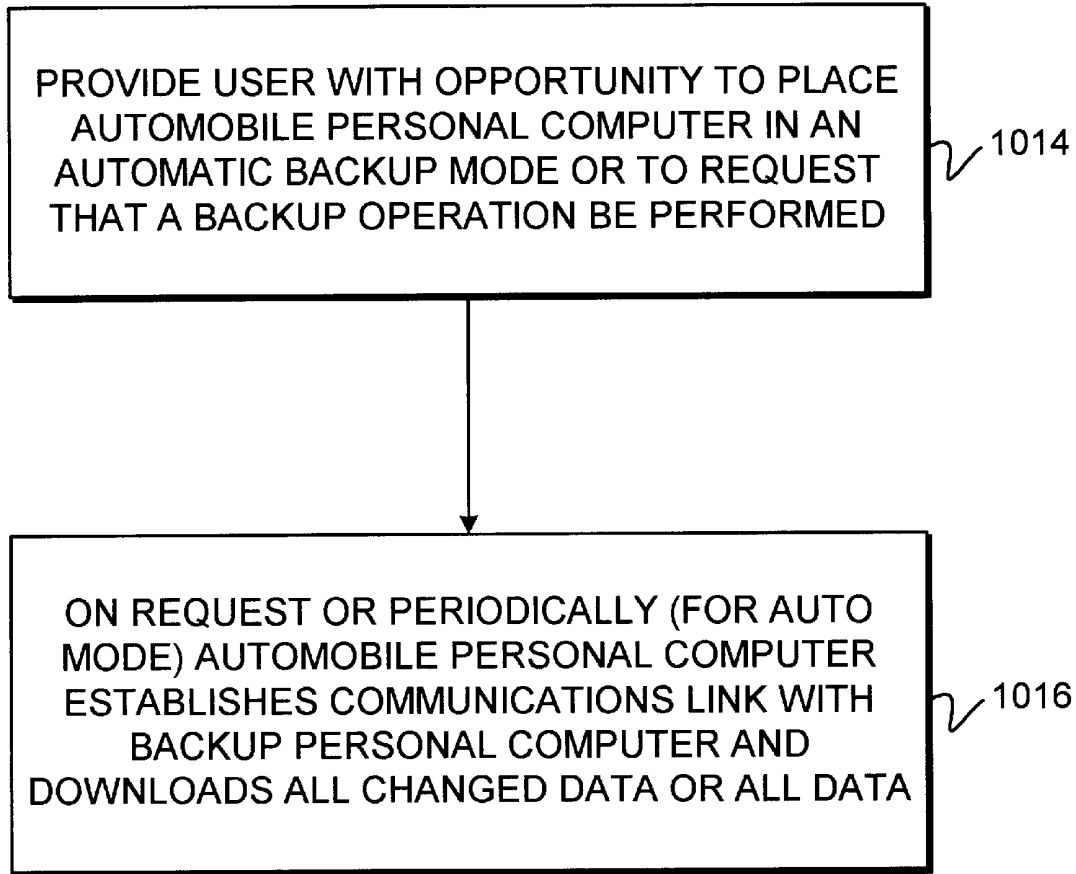 PROVIDE USER WITH OPPORTUNITY TO PLACE
AUTOMOBILE PERSONAL COMPUTER IN AN
AUTOMATIC BACKUP MODE OR TO REQUEST
THAT A BACKUP OPERATION BE PERFORMED
1014
ON REQUEST OR PERIODICALLY (FOR AUTO
MODE) AUTOMOBILE PERSONAL COMPUTER
ESTABLISHES COMMUNICATIONS LINK WITH
BACKUP PERSONAL COMPUTER AND
DOWNLOADS ALL CHANGED DATA OR ALL DATA
1016